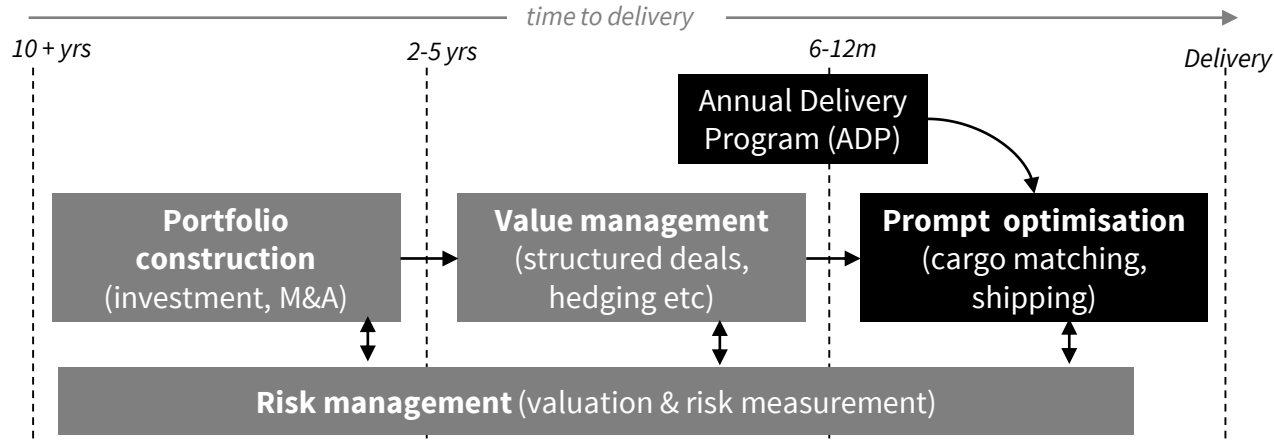 time to delivery
10 + yrs
2-5 yrs
6-12m
Delivery
Annual Delivery
Program (ADP)
Portfolio
construction
(investment, M&A)
Value management
(structured deals,
hedging etc)
Prompt optimisation
(cargo matching,
shipping)
Risk management (valuation & risk measurement)